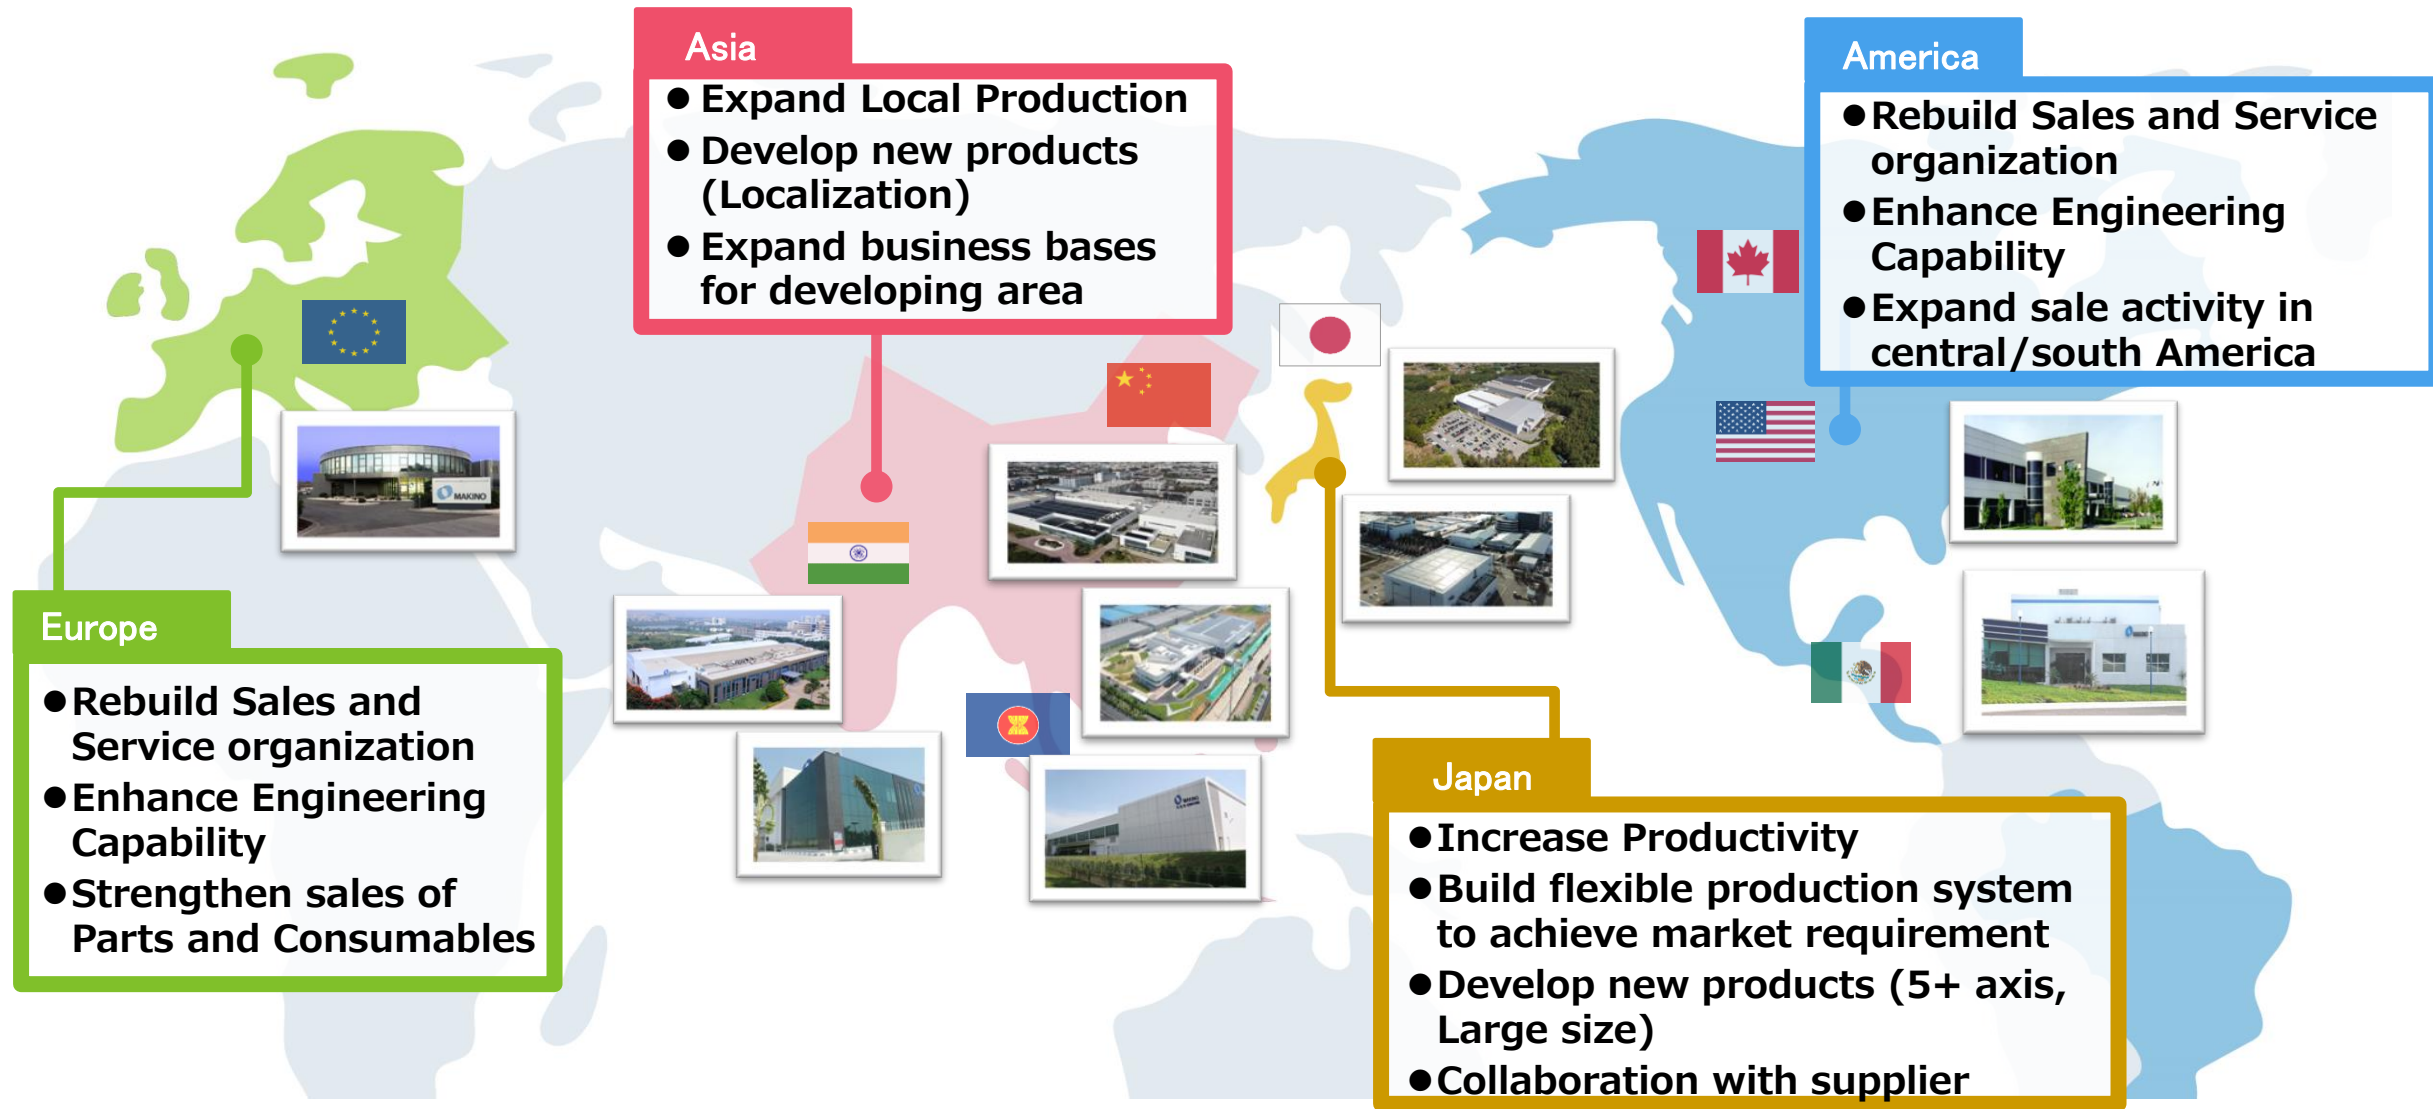 Asia
● Expand Local Production
● Develop new products
(Localization)
● Expand business bases
for developing area
America
●Rebuild Sales and Service
organization
●Enhance Engineering
Capability
●Expand sale activity in
central/south America
MAKINO
Europe
●Rebuild Sales and
Service organization
●Enhance Engineering
Capability
●Strengthen sales of
Parts and Consumables
MAKINO
Japan
●Increase Productivity
●Build flexible production system
to achieve market requirement
●Develop new products (5+ axis,
Large size)
●Collaboration with supplier